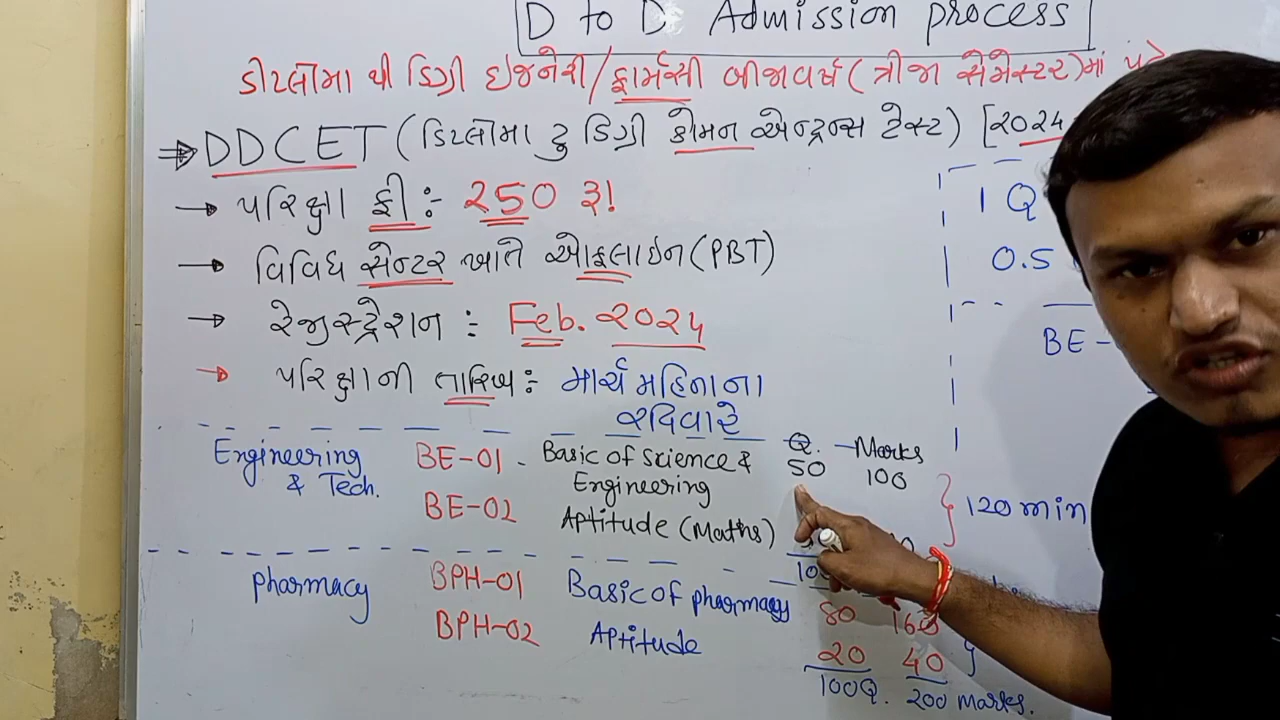 D to D Admission process
ડીપ્લોમા થી ડિગ્રી ઇજનેરી/ફાર્મસી બીજાવર્ષ (ત્રીજા સેમેસ્ટર)માં
⇒ DDCET (ડિપ્લોમા ટુ ડિગ્રી કોમન એન્ટ્રન્સ ટેસ્ટ) [2024
→ પરિક્ષા ફી :- 250 રૂ!
→ વિવિધ સેન્ટર ખાતે ઓફલાઇન (PBT)
→ રેજીસ્ટ્રેશન : Feb. 2024
→ પરિક્ષાની તારિખ : માર્ચ મહિનાના
રવિવારે
1 Q
0.5
BE-
Q. - Marks
Engineering & Tech. BE-01 - Basic of Science & Engineering 50 100
BE-02 Aptitude (Maths)
120 min
pharmacy BPH-01 Basic of pharmacy 80 160
BPH-02 Aptitude 20 40
100Q. 200 Marks.